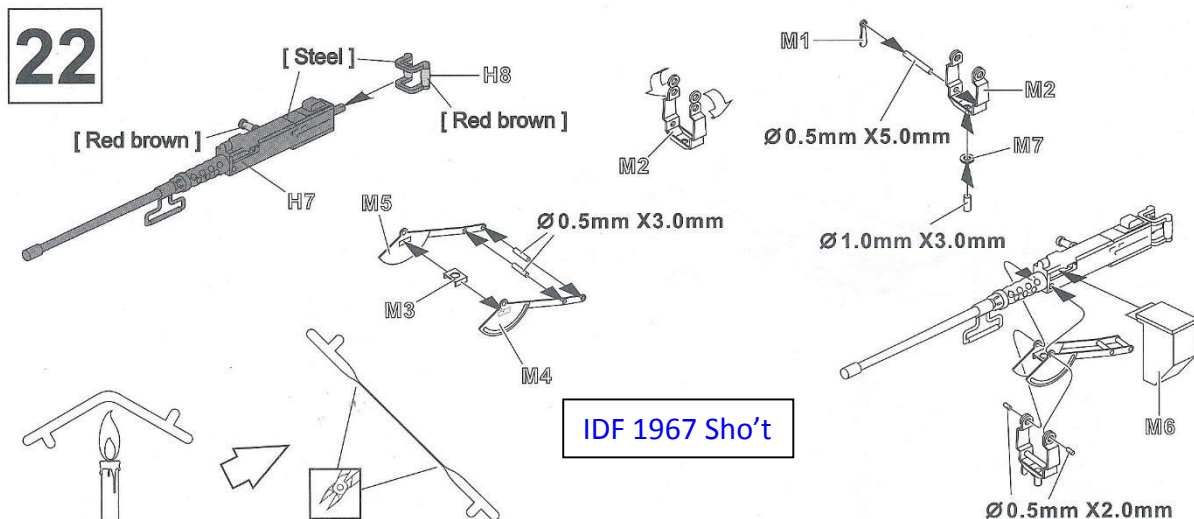 22
[ Steel ]
H8
[ Red brown ]
[ Red brown ]
H7
M2
M1
Ø0.5mm X5.0mm
M2
M7
Ø1.0mm X3.0mm
M5
Ø0.5mm X3.0mm
M3
M4
IDF 1967 Sho’t
M6
Ø0.5mm X2.0mm